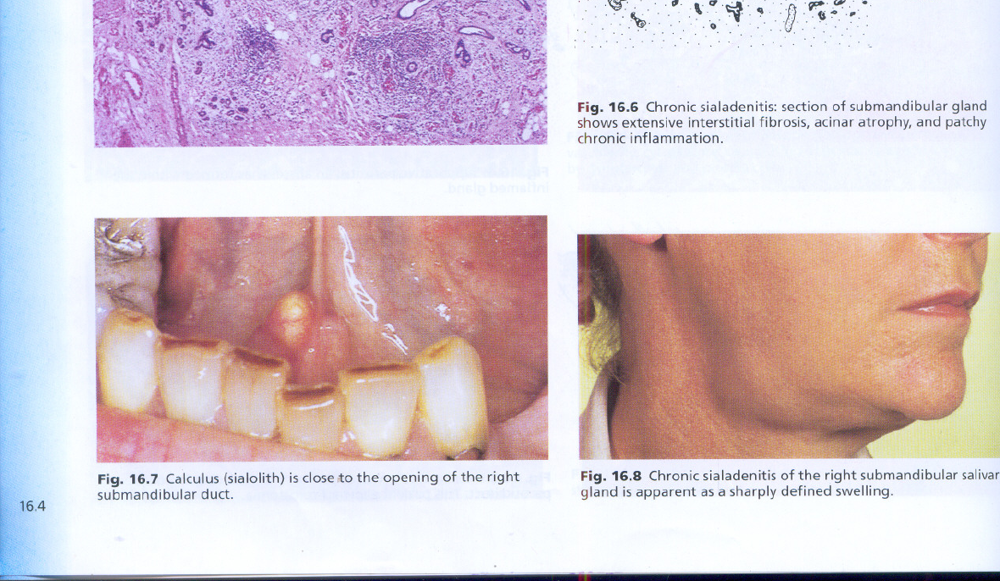 Fig. 16.6 Chronic sialadenitis: section of submandibular gland
shows extensive interstitial fibrosis, acinar atrophy, and patchy
chronic inflammation.
Fig. 16.7 Calculus (sialolith) is close to the opening of the right
submandibular duct.
Fig. 16.8 Chronic sialadenitis of the right submandibular salivar
gland is apparent as a sharply defined swelling.
16.4